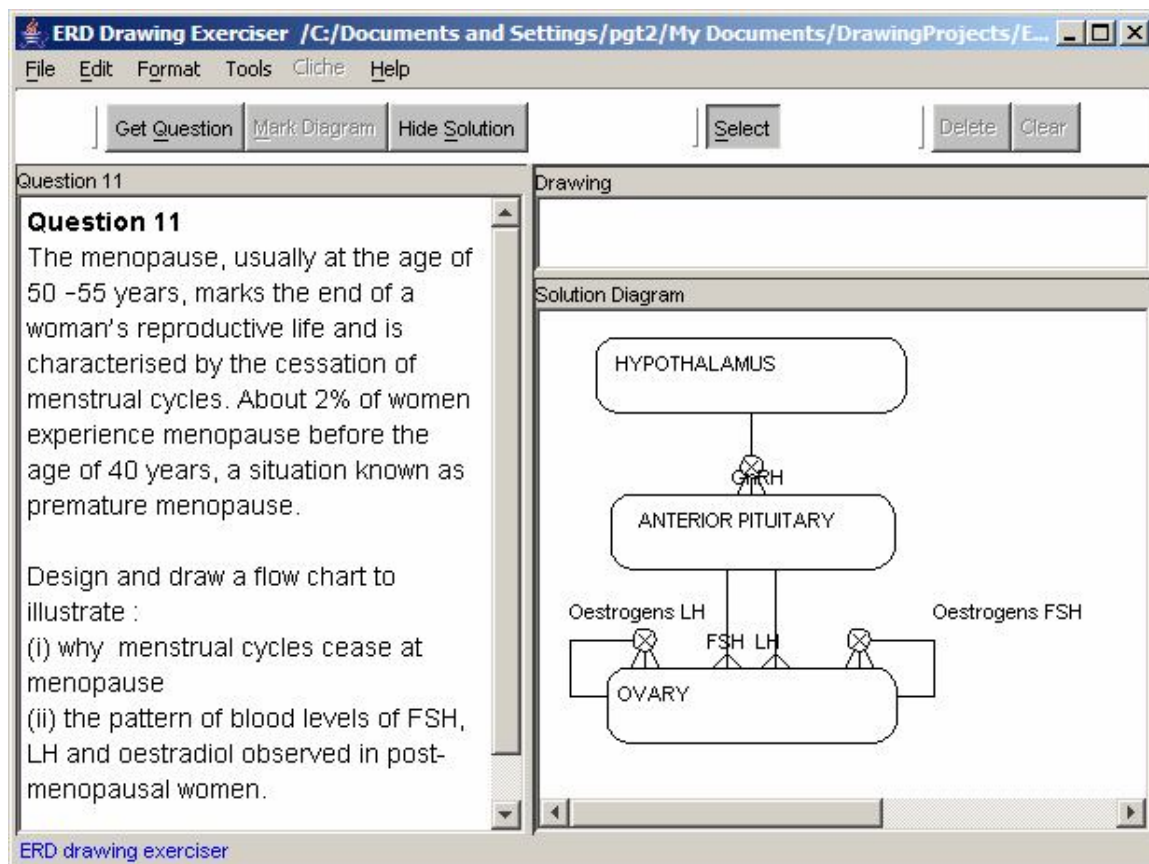 ERD Drawing Exerciser /C:/Documents and Settings/pgt2/My Documents/DrawingProjects/E...
File Edit Format Tools Cliche Help
Get Question Mark Diagram Hide Solution Select Delete Clear
Question 11
Question 11
The menopause, usually at the age of
50 -55 years, marks the end of a
woman's reproductive life and is
characterised by the cessation of
menstrual cycles. About 2% of women
experience menopause before the
age of 40 years, a situation known as
premature menopause.
Design and draw a flow chart to
illustrate :
(i) why menstrual cycles cease at
menopause
(ii) the pattern of blood levels of FSH,
LH and oestradiol observed in post-
menopausal women.
Drawing
Solution Diagram
HYPOTHALAMUS
GnRH
ANTERIOR PITUITARY
Oestrogens LH
Oestrogens FSH
FSH LH
OVARY
ERD drawing exerciser